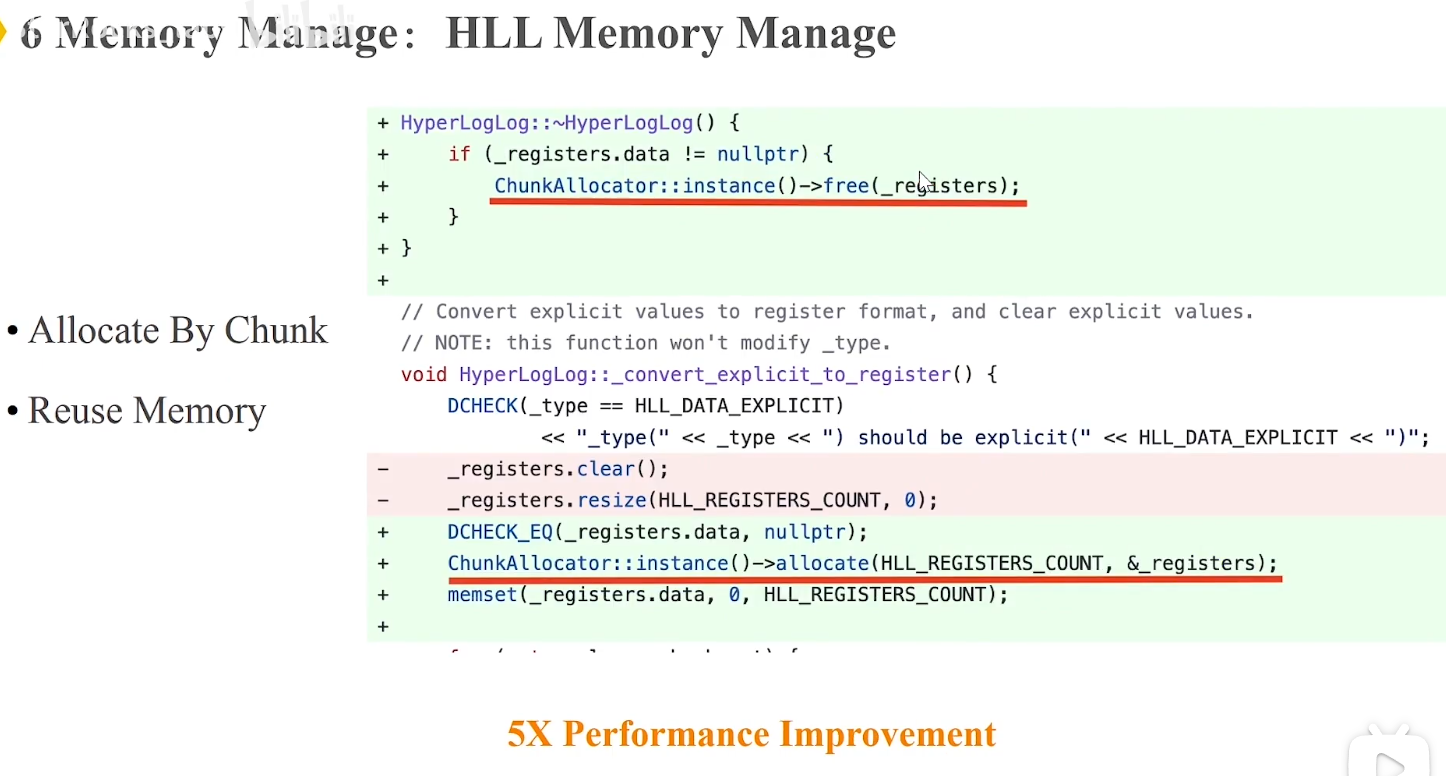 6 Memory Manage: HLL Memory Manage
+ HyperLogLog::~HyperLogLog() {
+     if (_registers.data != nullptr) {
+         ChunkAllocator::instance()->free(_registers);
+     }
+ }
+
// Convert explicit values to register format, and clear explicit values.
// NOTE: this function won't modify _type.
void HyperLogLog::_convert_explicit_to_register() {
    DCHECK(_type == HLL_DATA_EXPLICIT)
            << "_type(" << _type << ") should be explicit(" << HLL_DATA_EXPLICIT << ")";
-     _registers.clear();
-     _registers.resize(HLL_REGISTERS_COUNT, 0);
+     DCHECK_EQ(_registers.data, nullptr);
+     ChunkAllocator::instance()->allocate(HLL_REGISTERS_COUNT, &_registers);
+     memset(_registers.data, 0, HLL_REGISTERS_COUNT);
+
• Allocate By Chunk
• Reuse Memory
5X Performance Improvement